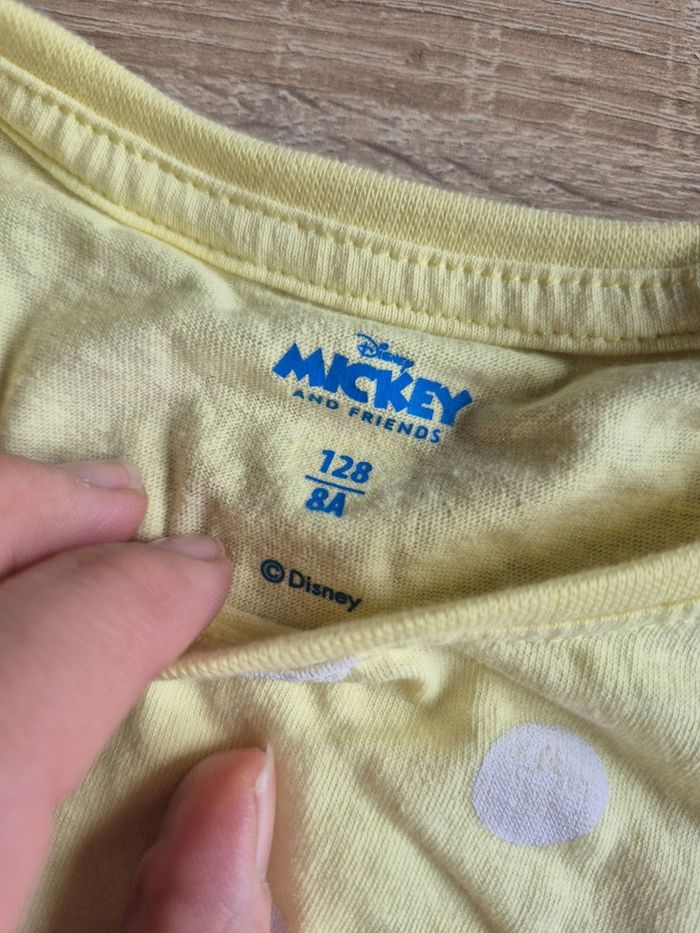 Disney
MICKEY
AND FRIENDS
128
8A
©Disney